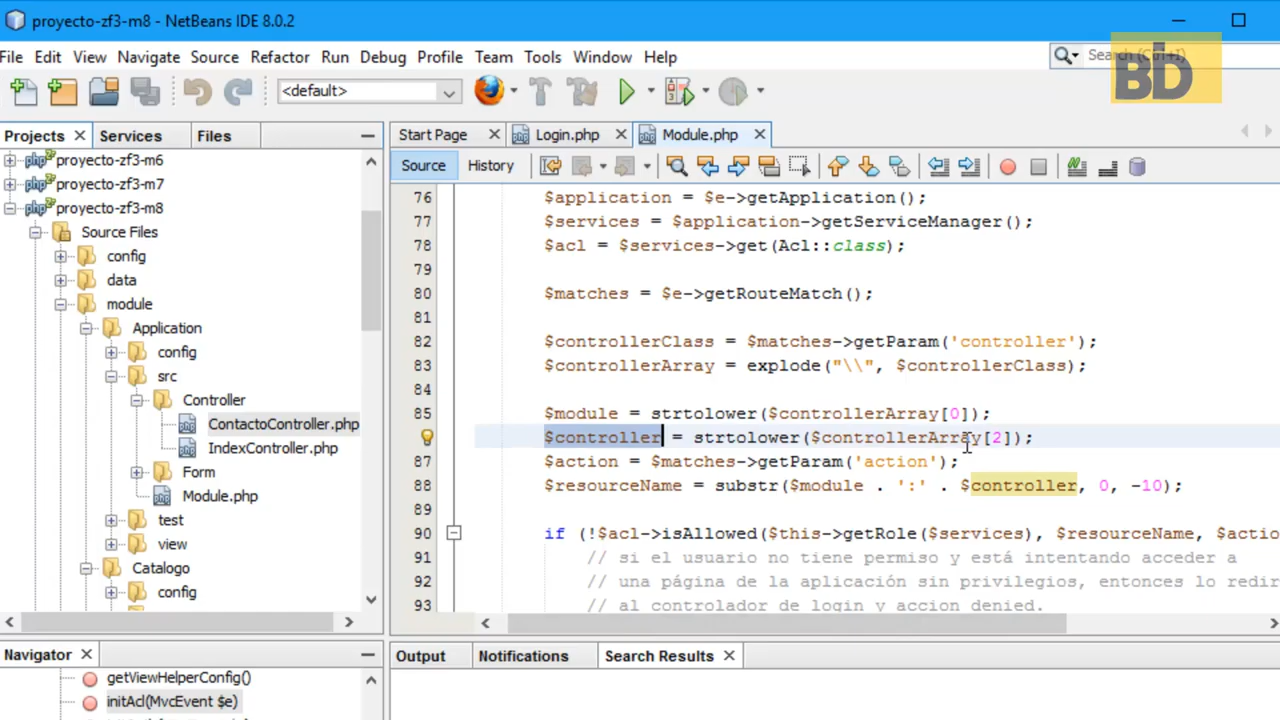 proyecto-zf3-m8 - NetBeans IDE 8.0.2
File Edit View Navigate Source Refactor Run Debug Profile Team Tools Window Help
Search (Ctrl+I)
BD
<default>
Projects Services Files
Start Page Login.php Module.php
Source History
proyecto-zf3-m6
proyecto-zf3-m7
proyecto-zf3-m8
Source Files
config
data
module
Application
config
src
Controller
ContactoController.php
IndexController.php
Form
Module.php
test
view
Catalogo
config
76 $application = $e->getApplication();
77 $services = $application->getServiceManager();
78 $acl = $services->get(Acl::class);
79
80 $matches = $e->getRouteMatch();
81
82 $controllerClass = $matches->getParam('controller');
83 $controllerArray = explode("\\", $controllerClass);
84
85 $module = strtolower($controllerArray[0]);
$controller = strtolower($controllerArray[2]);
87 $action = $matches->getParam('action');
88 $resourceName = substr($module . ':' . $controller, 0, -10);
89
90 if (!$acl->isAllowed($this->getRole($services), $resourceName, $actio
91 // si el usuario no tiene permiso y está intentando acceder a
92 // una página de la aplicación sin privilegios, entonces lo redir
93 // al controlador de login y accion denied.
Navigator
getViewHelperConfig()
initAcl(MvcEvent $e)
Output Notifications Search Results